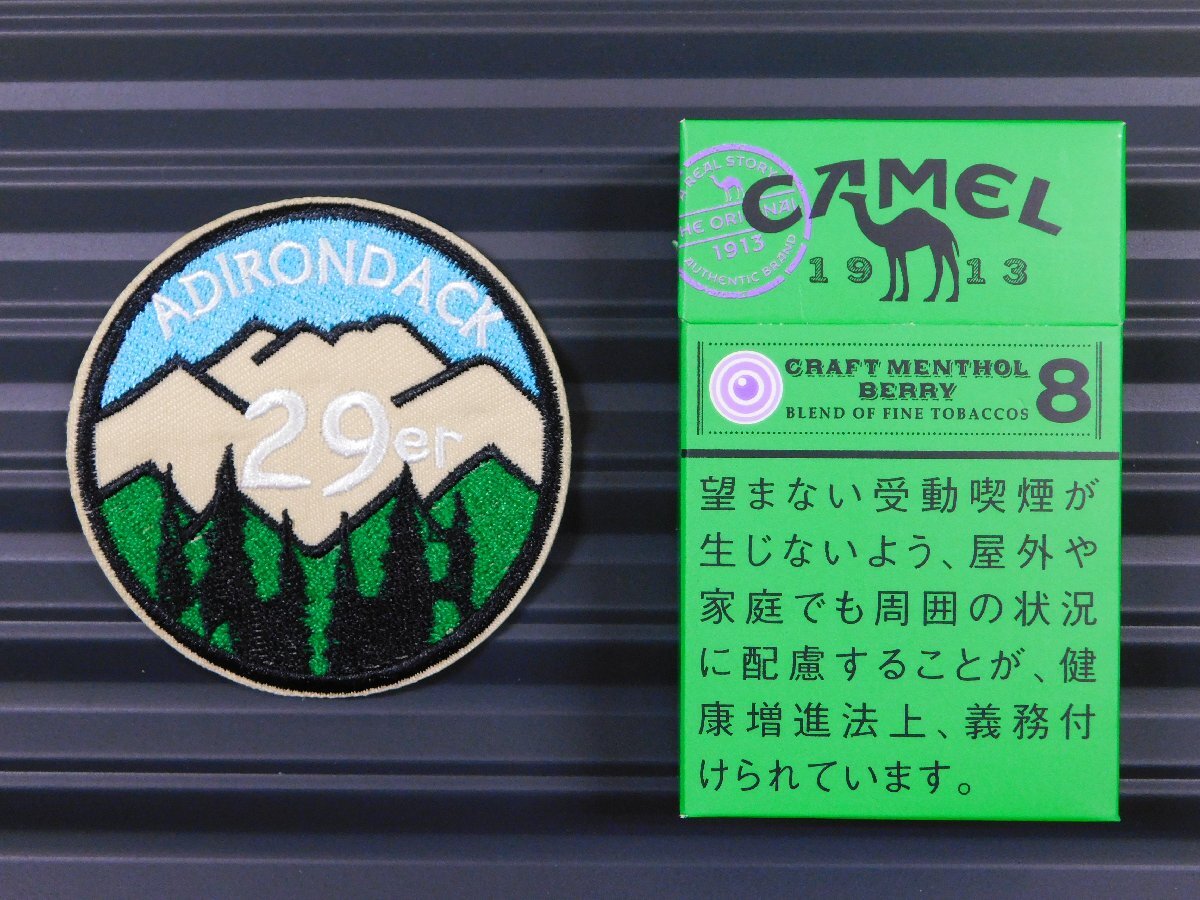 ADIRONDACK
29er
A REAL STORY
THE ORIGINAL
1913
AUTHENTIC BRAND
CAMEL
1913
CRAFT MENTHOL
BERRY
BLEND OF FINE TOBACCOS
8
望まない受動喫煙が
生じないよう、屋外や
家庭でも周囲の状況
に配慮することが、健
康増進法上、義務付
けられています。